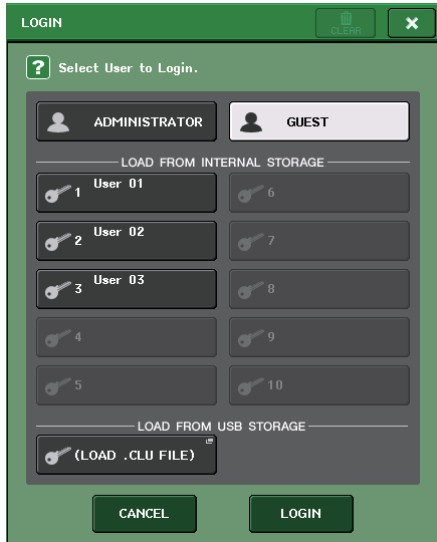 LOGIN
CLEAR
×
? Select User to Login.
ADMINISTRATOR
GUEST
LOAD FROM INTERNAL STORAGE
1 User 01
6
2 User 02
7
3 User 03
8
4
9
5
10
LOAD FROM USB STORAGE
(LOAD .CLU FILE)
CANCEL
LOGIN